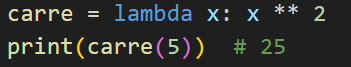 carre = lambda x: x ** 2
print(carre(5))  # 25